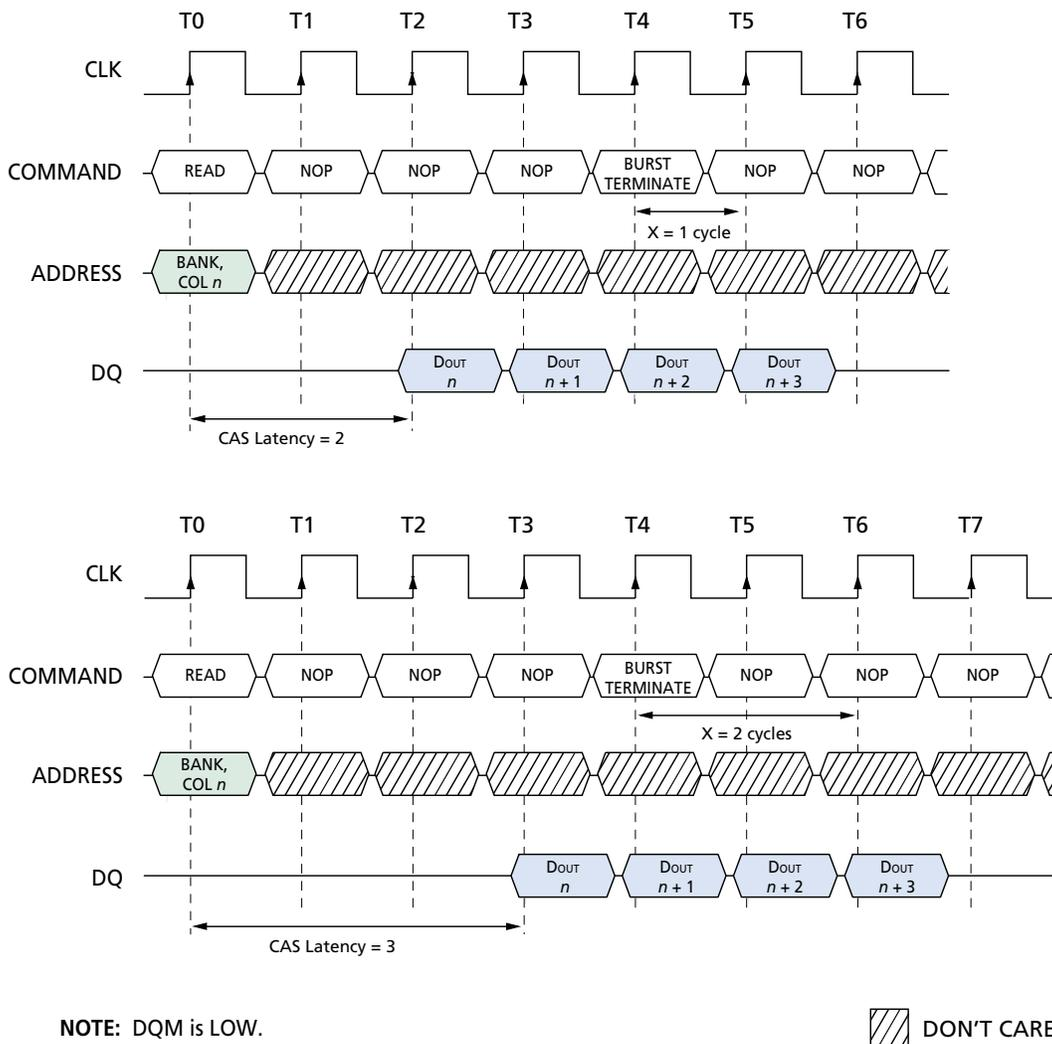 T0 T1 T2 T3 T4 T5 T6
CLK
COMMAND READ NOP NOP NOP BURST TERMINATE NOP NOP
X = 1 cycle
ADDRESS BANK, COL n
DQ DOUT n DOUT n + 1 DOUT n + 2 DOUT n + 3
CAS Latency = 2
T0 T1 T2 T3 T4 T5 T6 T7
CLK
COMMAND READ NOP NOP NOP BURST TERMINATE NOP NOP NOP
X = 2 cycles
ADDRESS BANK, COL n
DQ DOUT n DOUT n + 1 DOUT n + 2 DOUT n + 3
CAS Latency = 3
NOTE: DQM is LOW.
DON'T CARE